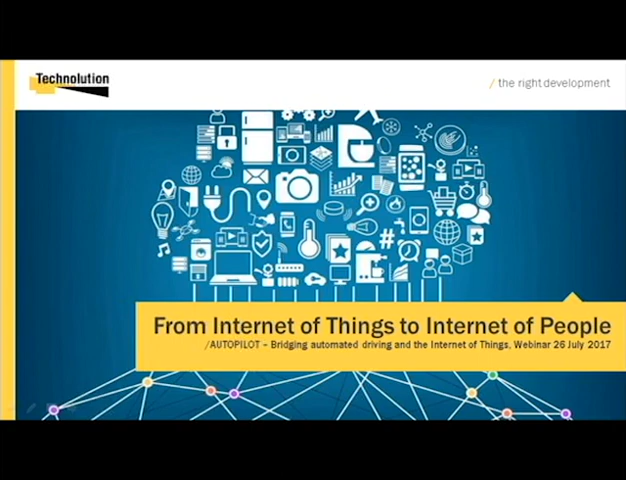 Technolution
/ the right development
#
From Internet of Things to Internet of People
/AUTOPILOT – Bridging automated driving and the Internet of Things, Webinar 26 July 2017